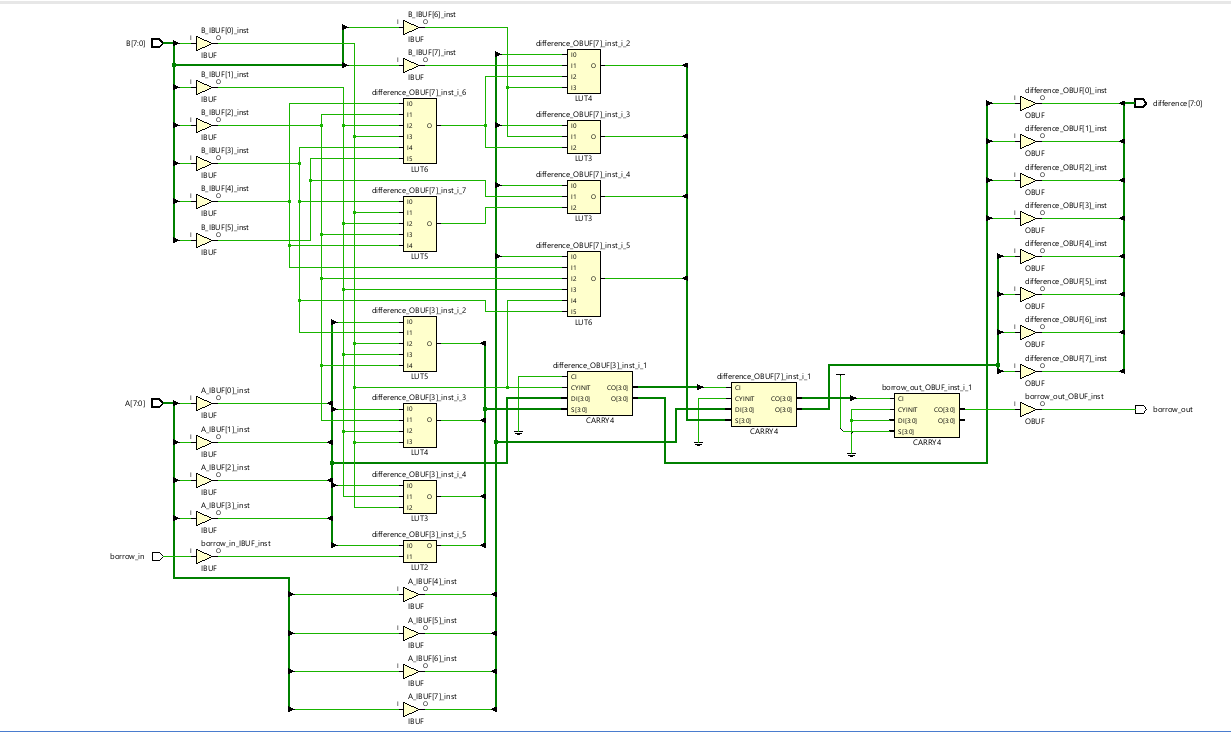 B[7:0]
B_IBUF[0]_inst
I
O
IBUF
B_IBUF[1]_inst
I
O
IBUF
B_IBUF[2]_inst
I
O
IBUF
B_IBUF[3]_inst
I
O
IBUF
B_IBUF[4]_inst
I
O
IBUF
B_IBUF[5]_inst
I
O
IBUF
A[7:0]
A_IBUF[0]_inst
I
O
IBUF
A_IBUF[1]_inst
I
O
IBUF
A_IBUF[2]_inst
I
O
IBUF
A_IBUF[3]_inst
I
O
IBUF
borrow_in
borrow_in_IBUF_inst
I
O
IBUF
B_IBUF[6]_inst
I
O
IBUF
B_IBUF[7]_inst
I
O
IBUF
difference_OBUF[7]_inst_i_6
I0
I1
I2
O
I3
I4
I5
LUT6
difference_OBUF[7]_inst_i_7
I0
I1
I2
O
I3
I4
LUT5
difference_OBUF[3]_inst_i_2
I0
I1
I2
O
I3
I4
LUT5
difference_OBUF[3]_inst_i_3
I0
I1
O
I2
I3
LUT4
difference_OBUF[3]_inst_i_4
I0
I1
O
I2
LUT3
difference_OBUF[3]_inst_i_5
I0
O
I1
LUT2
A_IBUF[4]_inst
I
O
IBUF
A_IBUF[5]_inst
I
O
IBUF
A_IBUF[6]_inst
I
O
IBUF
A_IBUF[7]_inst
I
O
IBUF
difference_OBUF[7]_inst_i_2
I0
I1
O
I2
I3
LUT4
difference_OBUF[7]_inst_i_3
I0
I1
O
I2
LUT3
difference_OBUF[7]_inst_i_4
I0
I1
O
I2
LUT3
difference_OBUF[7]_inst_i_5
I0
I1
I2
O
I3
I4
I5
LUT6
difference_OBUF[3]_inst_i_1
CI
CYINIT
CO[3:0]
DI[3:0]
O[3:0]
S[3:0]
CARRY4
difference_OBUF[7]_inst_i_1
CI
CYINIT
CO[3:0]
DI[3:0]
O[3:0]
S[3:0]
CARRY4
borrow_out_OBUF_inst_i_1
CI
CYINIT
CO[3:0]
DI[3:0]
O[3:0]
S[3:0]
CARRY4
difference_OBUF[0]_inst
I
O
OBUF
difference_OBUF[1]_inst
I
O
OBUF
difference_OBUF[2]_inst
I
O
OBUF
difference_OBUF[3]_inst
I
O
OBUF
difference_OBUF[4]_inst
I
O
OBUF
difference_OBUF[5]_inst
I
O
OBUF
difference_OBUF[6]_inst
I
O
OBUF
difference_OBUF[7]_inst
I
O
OBUF
borrow_out_OBUF_inst
I
O
OBUF
difference[7:0]
borrow_out